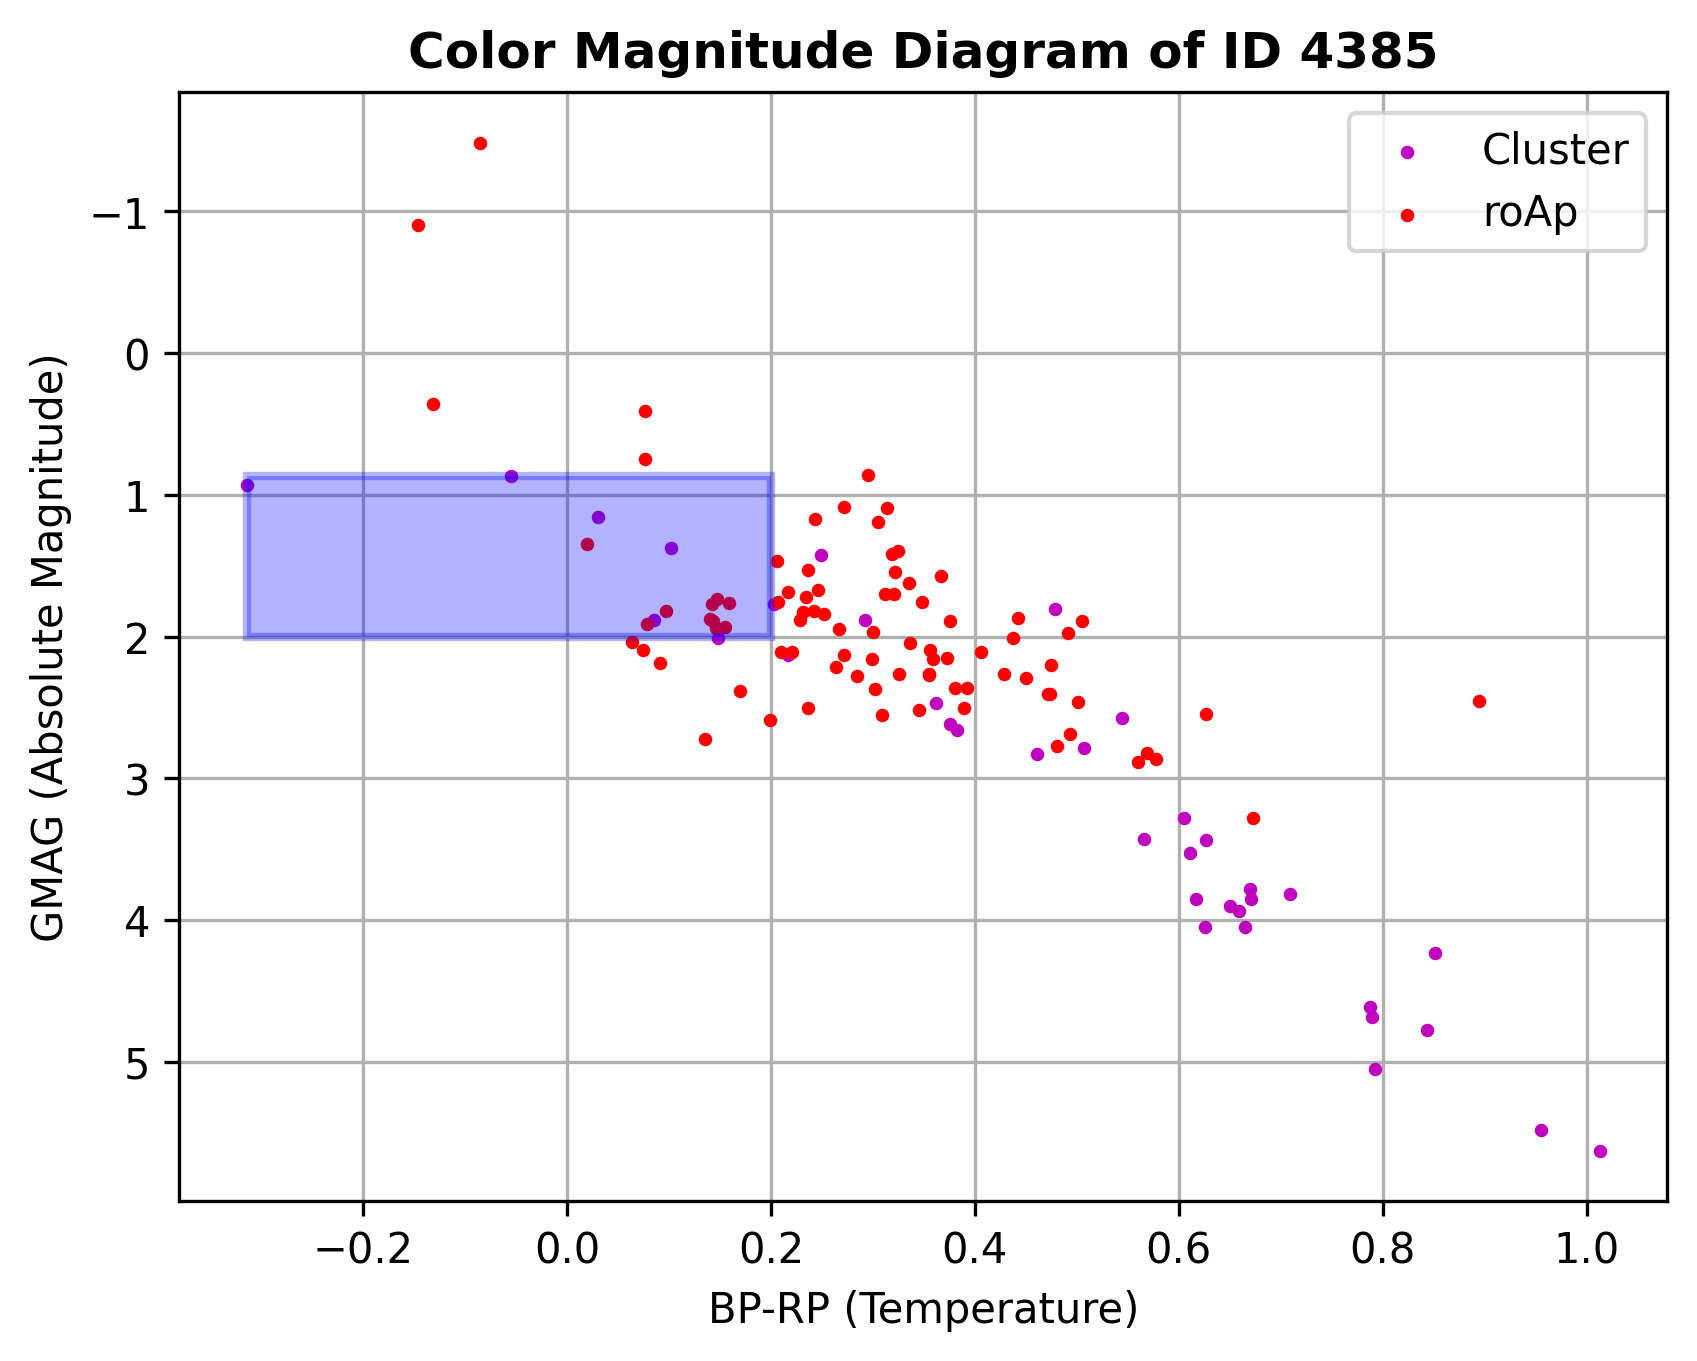 Color Magnitude Diagram of ID 4385
Cluster
roAp
GMAG (Absolute Magnitude)
−1
0
1
2
3
4
5
−0.2 0.0 0.2 0.4 0.6 0.8 1.0
BP-RP (Temperature)